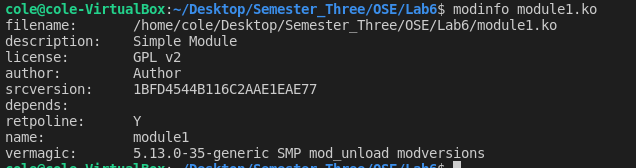 cole@cole-VirtualBox:~/Desktop/Semester_Three/OSE/Lab6$ modinfo module1.ko
filename:       /home/cole/Desktop/Semester_Three/OSE/Lab6/module1.ko
description:    Simple Module
license:        GPL v2
author:         Author
srcversion:     1BFD4544B116C2AAE1EAE77
depends:
retpoline:      Y
name:           module1
vermagic:       5.13.0-35-generic SMP mod_unload modversions
cole@cole-VirtualBox:~/Desktop/Semester_Three/OSE/Lab6$